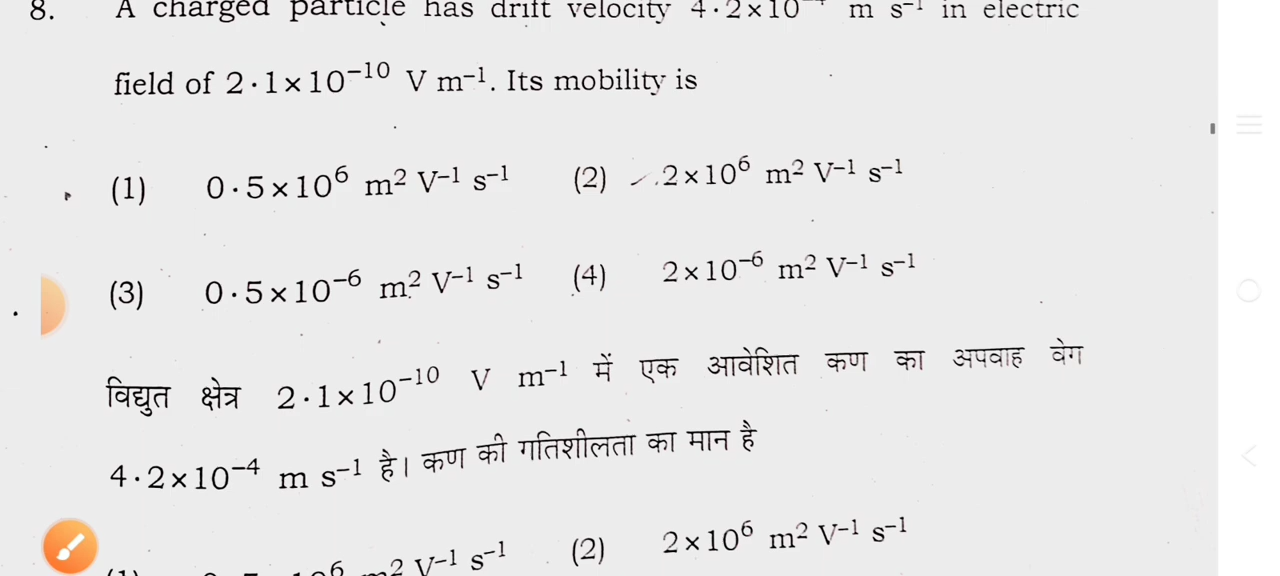 8. A charged particle has drift velocity 4·2×10⁻⁴ m s⁻¹ in electric
field of 2·1×10⁻¹⁰ V m⁻¹. Its mobility is
(1) 0·5×10⁶ m² V⁻¹ s⁻¹ (2) 2×10⁶ m² V⁻¹ s⁻¹
(3) 0·5×10⁻⁶ m² V⁻¹ s⁻¹ (4) 2×10⁻⁶ m² V⁻¹ s⁻¹
विद्युत क्षेत्र 2·1×10⁻¹⁰ V m⁻¹ में एक आवेशित कण का अपवाह वेग
4·2×10⁻⁴ m s⁻¹ है। कण की गतिशीलता का मान है
(2) 2×10⁶ m² V⁻¹ s⁻¹